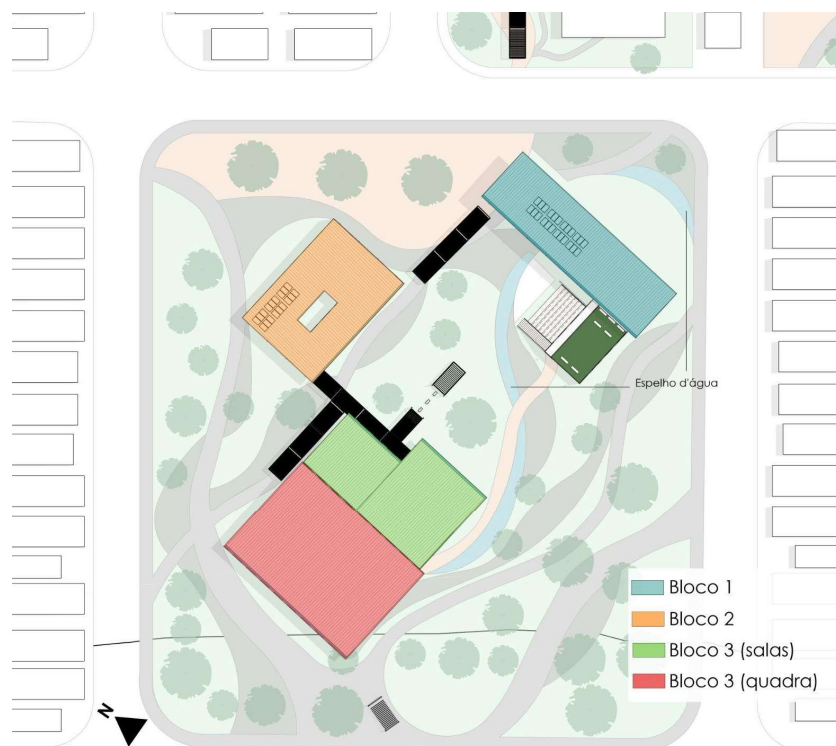 Espelho d'água
Bloco 1
Bloco 2
Bloco 3 (salas)
Bloco 3 (quadra)
N